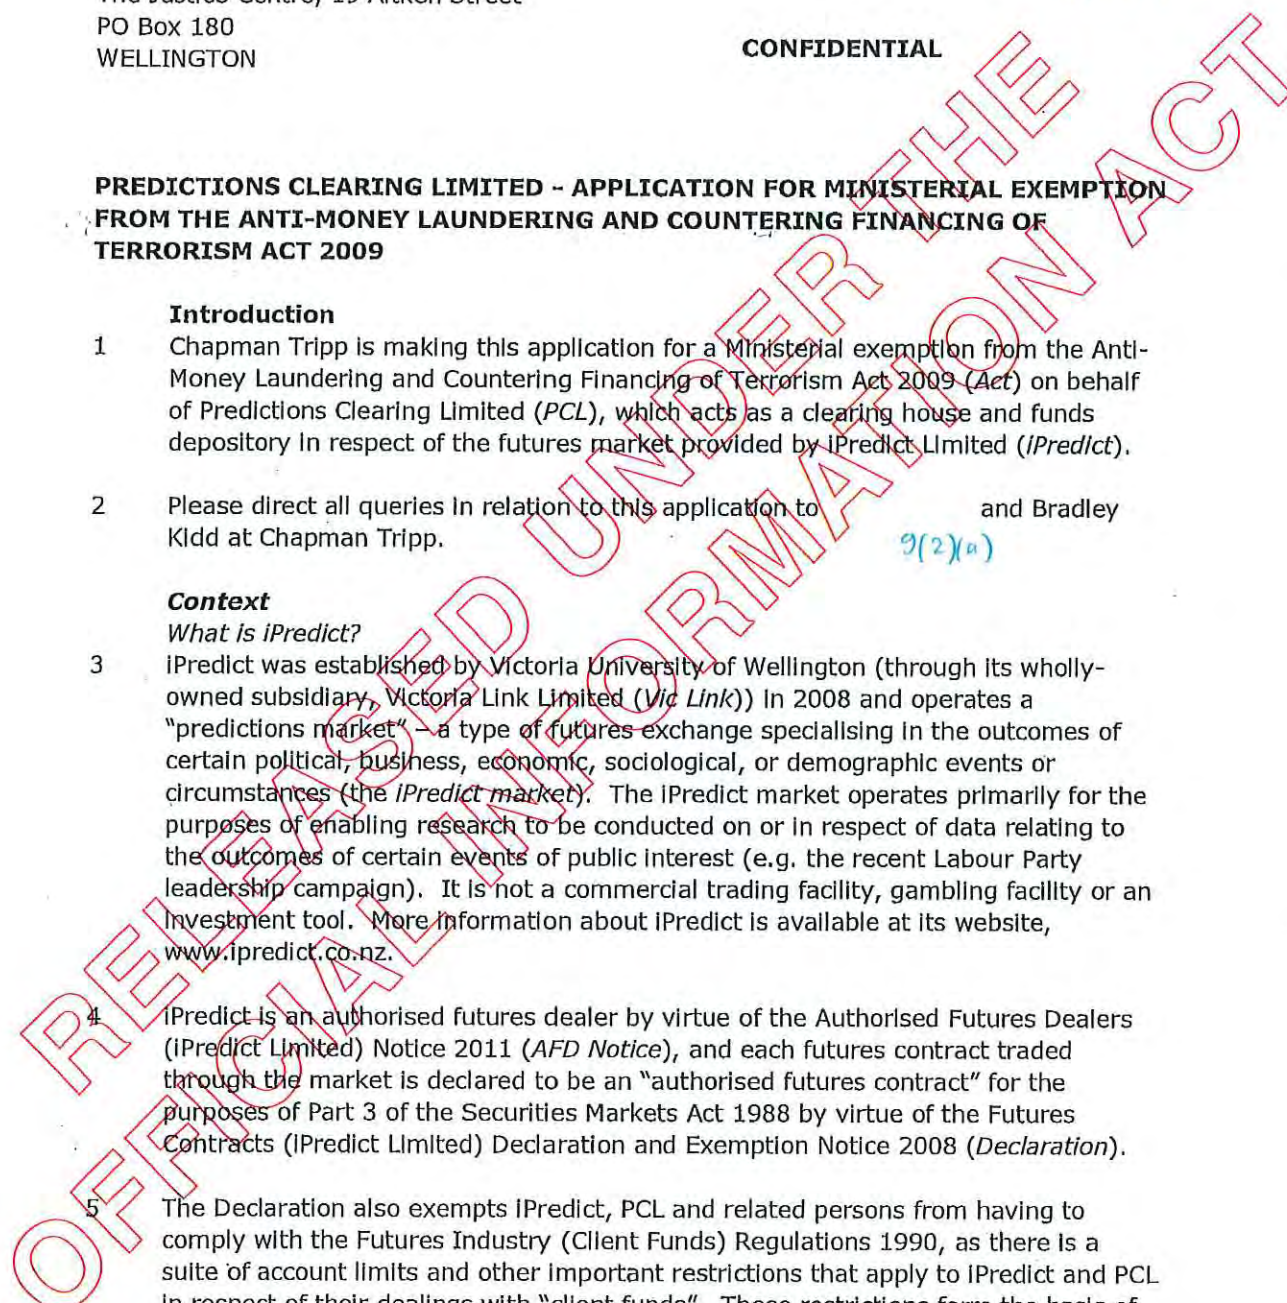 PO Box 180
WELLINGTON
CONFIDENTIAL
PREDICTIONS CLEARING LIMITED – APPLICATION FOR MINISTERIAL EXEMPTION
FROM THE ANTI-MONEY LAUNDERING AND COUNTERING FINANCING OF
TERRORISM ACT 2009
Introduction
1 Chapman Tripp is making this application for a Ministerial exemption from the Anti-
Money Laundering and Countering Financing of Terrorism Act 2009 (Act) on behalf
of Predictions Clearing Limited (PCL), which acts as a clearing house and funds
depository in respect of the futures market provided by iPredict Limited (iPredict).
2 Please direct all queries in relation to this application to and Bradley
Kidd at Chapman Tripp.
9(2)(a)
Context
What is iPredict?
3 iPredict was established by Victoria University of Wellington (through its wholly-
owned subsidiary, Victoria Link Limited (Vic Link)) in 2008 and operates a
"predictions market" – a type of futures exchange specialising in the outcomes of
certain political, business, economic, sociological, or demographic events or
circumstances (the iPredict market). The iPredict market operates primarily for the
purposes of enabling research to be conducted on or in respect of data relating to
the outcomes of certain events of public interest (e.g. the recent Labour Party
leadership campaign). It is not a commercial trading facility, gambling facility or an
investment tool. More information about iPredict is available at its website,
www.ipredict.co.nz.
4 iPredict is an authorised futures dealer by virtue of the Authorised Futures Dealers
(iPredict Limited) Notice 2011 (AFD Notice), and each futures contract traded
through the market is declared to be an "authorised futures contract" for the
purposes of Part 3 of the Securities Markets Act 1988 by virtue of the Futures
Contracts (iPredict Limited) Declaration and Exemption Notice 2008 (Declaration).
5 The Declaration also exempts iPredict, PCL and related persons from having to
comply with the Futures Industry (Client Funds) Regulations 1990, as there is a
suite of account limits and other important restrictions that apply to iPredict and PCL
in respect of their dealings with "client funds". These restrictions form the basis of
RELEASED UNDER THE
OFFICIAL INFORMATION ACT